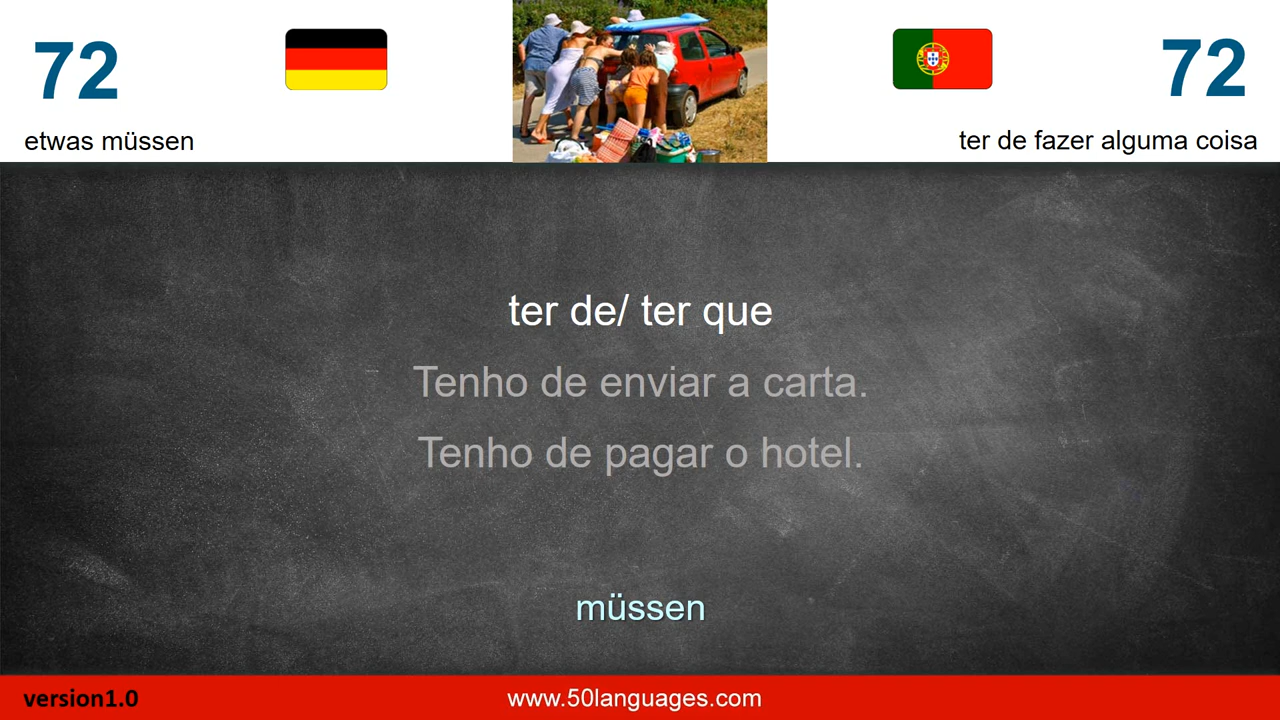 72
72
etwas müssen
ter de fazer alguma coisa
ter de/ ter que
Tenho de enviar a carta.
Tenho de pagar o hotel.
müssen
version1.0
www.50languages.com